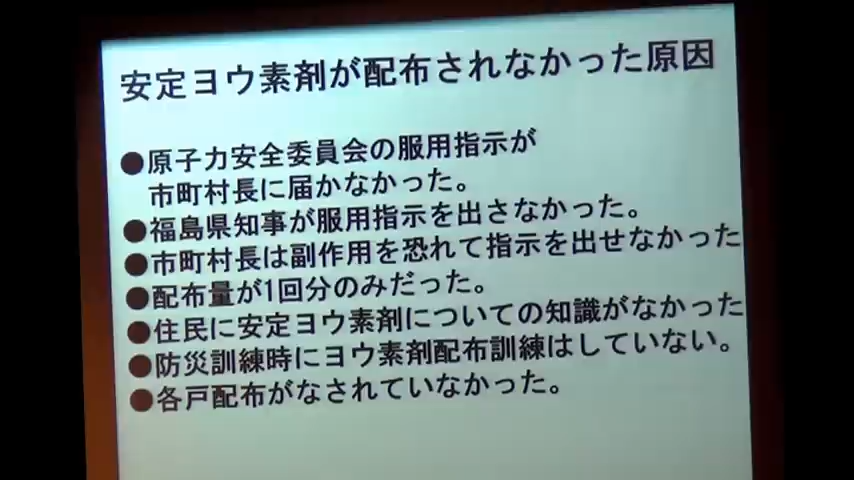 安定ヨウ素剤が配布されなかった原因
●原子力安全委員会の服用指示が
市町村長に届かなかった。
●福島県知事が服用指示を出さなかった。
●市町村長は副作用を恐れて指示を出せなかった
●配布量が1回分のみだった。
●住民に安定ヨウ素剤についての知識がなかった
●防災訓練時にヨウ素剤配布訓練はしていない。
●各戸配布がなされていなかった。